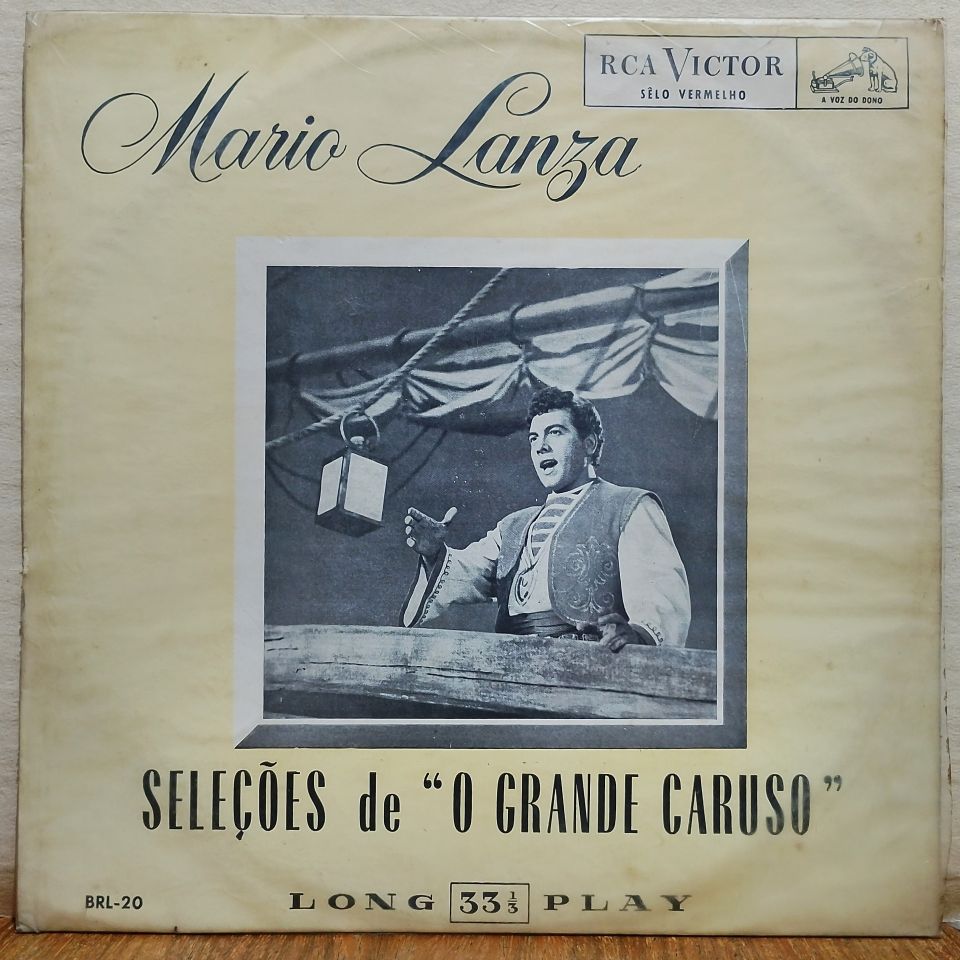 RCA VICTOR
SÊLO VERMELHO
A VOZ DO DONO
Mario Lanza
SELEÇÕES de “O GRANDE CARUSO”
BRL-20
LONG 33⅓ PLAY